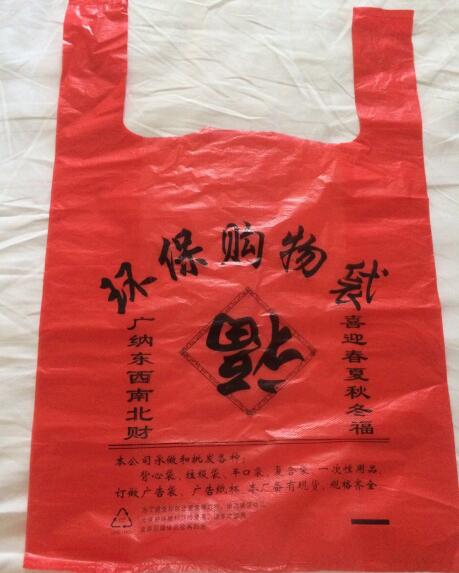 环保购物袋
福
喜迎春夏秋冬福
广纳东西南北财
本公司承做和批发各种：
背心袋、垃圾袋、平口袋、复合袋、一次性用品、
订做广告袋、广告纸杯 本厂备有现货、规格齐全